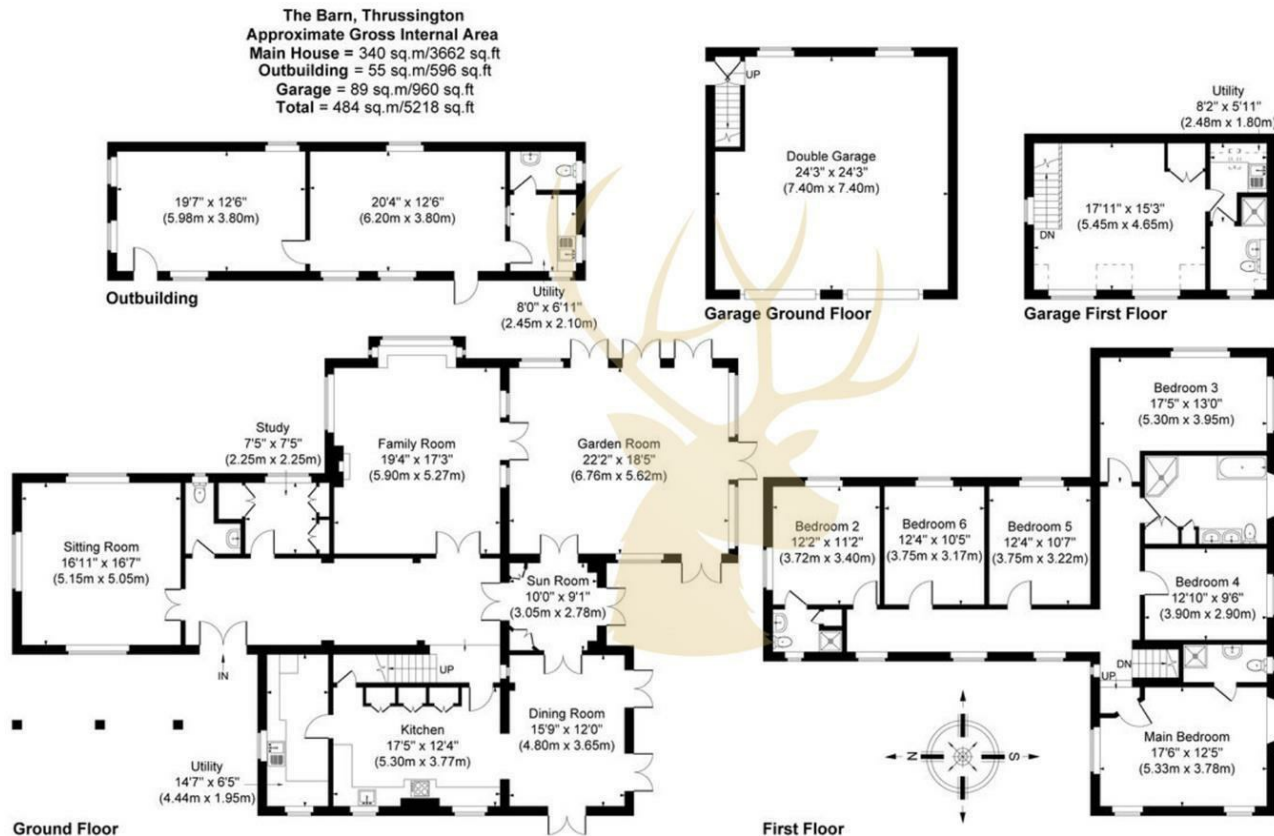 The Barn, Thrussington
Approximate Gross Internal Area
Main House = 340 sq.m/3662 sq.ft
Outbuilding = 55 sq.m/596 sq.ft
Garage = 89 sq.m/960 sq.ft
Total = 484 sq.m/5218 sq.ft
19'7" x 12'6"
(5.98m x 3.80m)
20'4" x 12'6"
(6.20m x 3.80m)
Utility
8'0" x 6'11"
(2.45m x 2.10m)
Outbuilding
UP
Double Garage
24'3" x 24'3"
(7.40m x 7.40m)
Garage Ground Floor
Utility
8'2" x 5'11"
(2.48m x 1.80m)
17'11" x 15'3"
(5.45m x 4.65m)
DN
Garage First Floor
Study
7'5" x 7'5"
(2.25m x 2.25m)
Family Room
19'4" x 17'3"
(5.90m x 5.27m)
Garden Room
22'2" x 18'5"
(6.76m x 5.62m)
Sitting Room
16'11" x 16'7"
(5.15m x 5.05m)
Sun Room
10'0" x 9'1"
(3.05m x 2.78m)
IN
UP
Kitchen
17'5" x 12'4"
(5.30m x 3.77m)
Dining Room
15'9" x 12'0"
(4.80m x 3.65m)
Utility
14'7" x 6'5"
(4.44m x 1.95m)
Ground Floor
Bedroom 3
17'5" x 13'0"
(5.30m x 3.95m)
Bedroom 2
12'2" x 11'2"
(3.72m x 3.40m)
Bedroom 6
12'4" x 10'5"
(3.75m x 3.17m)
Bedroom 5
12'4" x 10'7"
(3.75m x 3.22m)
Bedroom 4
12'10" x 9'6"
(3.90m x 2.90m)
DN
UP
Main Bedroom
17'6" x 12'5"
(5.33m x 3.78m)
N
S
First Floor